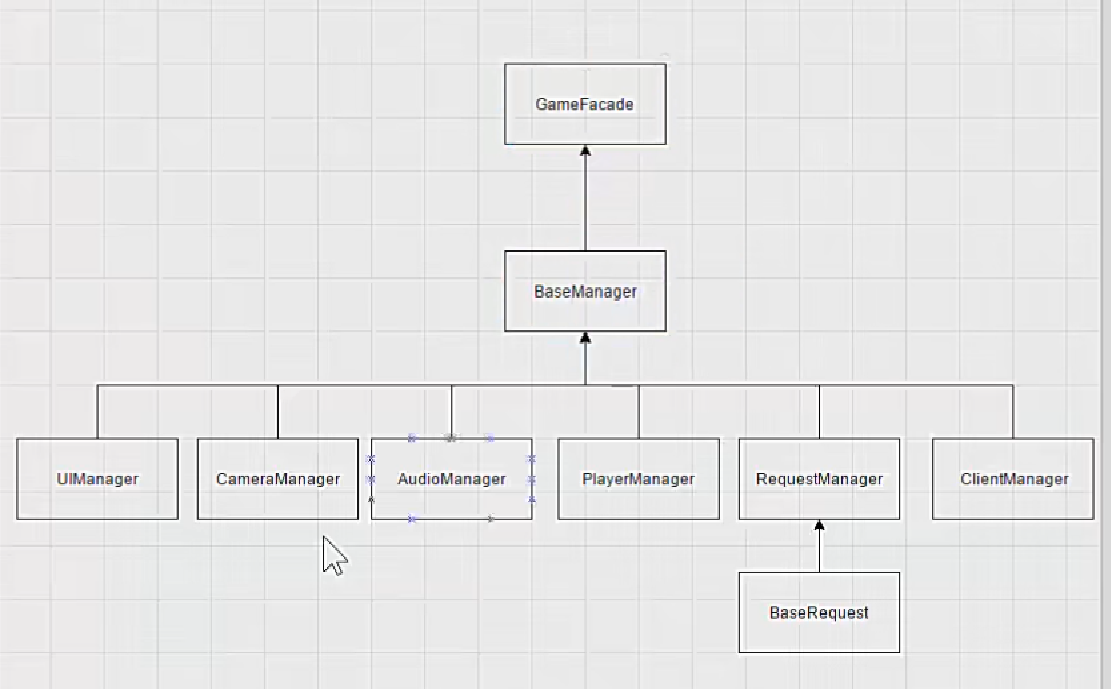 GameFacade
BaseManager
UIManager
CameraManager
AudioManager
PlayerManager
RequestManager
ClientManager
BaseRequest